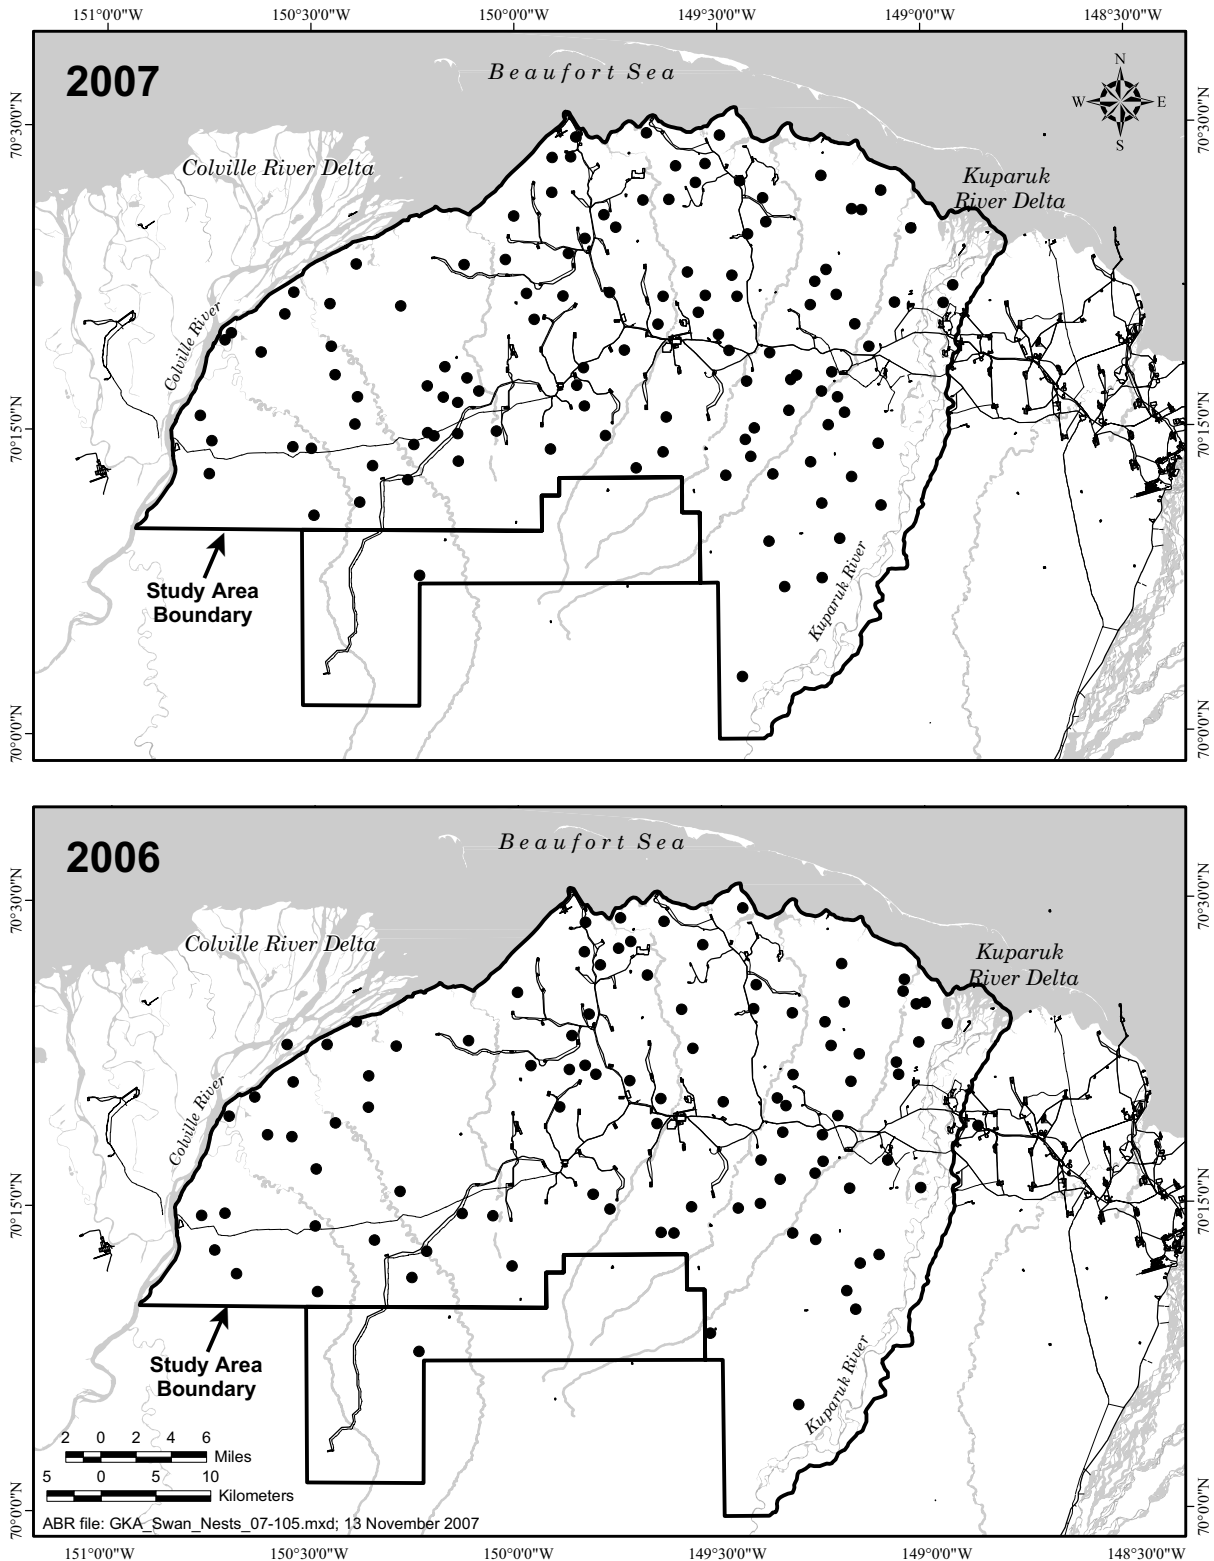 151°0'0"W 150°30'0"W 150°0'0"W 149°30'0"W 149°0'0"W 148°30'0"W
2007
Beaufort Sea
N
W E
S
70°30'0"N
70°30'0"N
Colville River Delta
Kuparuk
River Delta
Colville River
70°15'0"N
70°15'0"N
Kuparuk River
Study Area
Boundary
70°0'0"N
70°0'0"N
2006
Beaufort Sea
70°30'0"N
70°30'0"N
Colville River Delta
Kuparuk
River Delta
Colville River
70°15'0"N
70°15'0"N
Kuparuk River
Study Area
Boundary
2 0 2 4 6
Miles
5 0 5 10
Kilometers
70°0'0"N
70°0'0"N
ABR file: GKA_Swan_Nests_07-105.mxd; 13 November 2007
151°0'0"W 150°30'0"W 150°0'0"W 149°30'0"W 149°0'0"W 148°30'0"W